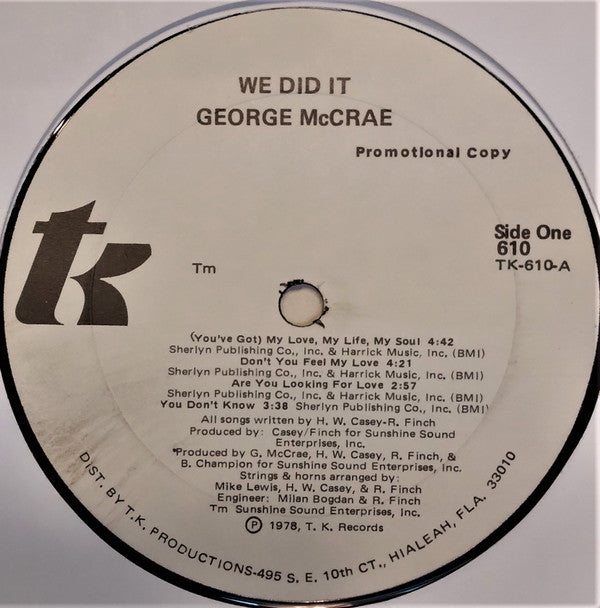 WE DID IT
GEORGE McCRAE
Promotional Copy
tk
Side One
610
TK-610-A
Tm
(You've Got) My Love, My Life, My Soul 4:42
Sherlyn Publishing Co., Inc. & Harrick Music, Inc. (BMI)
Don't You Feel My Love 4:21
Sherlyn Publishing Co., Inc. & Harrick Music, Inc. (BMI)
Are You Looking For Love 2:57
Sherlyn Publishing Co., Inc. & Harrick Music, Inc. (BMI)
You Don't Know 3:38 Sherlyn Publishing Co., Inc. (BMI)
All songs written by H. W. Casey-R. Finch
Produced by: Casey/Finch for Sunshine Sound
Enterprises, Inc.
*Produced by G. McCrae, H. W. Casey, R. Finch, &
B. Champion for Sunshine Sound Enterprises, Inc.
Strings & horns arranged by:
Mike Lewis, H. W. Casey, & R. Finch
Engineer: Milan Bogdan & R. Finch
Tm Sunshine Sound Enterprises, Inc.
Ⓟ 1978, T. K. Records
DIST. BY T.K. PRODUCTIONS-495 S. E. 10th CT., HIALEAH, FLA. 33010